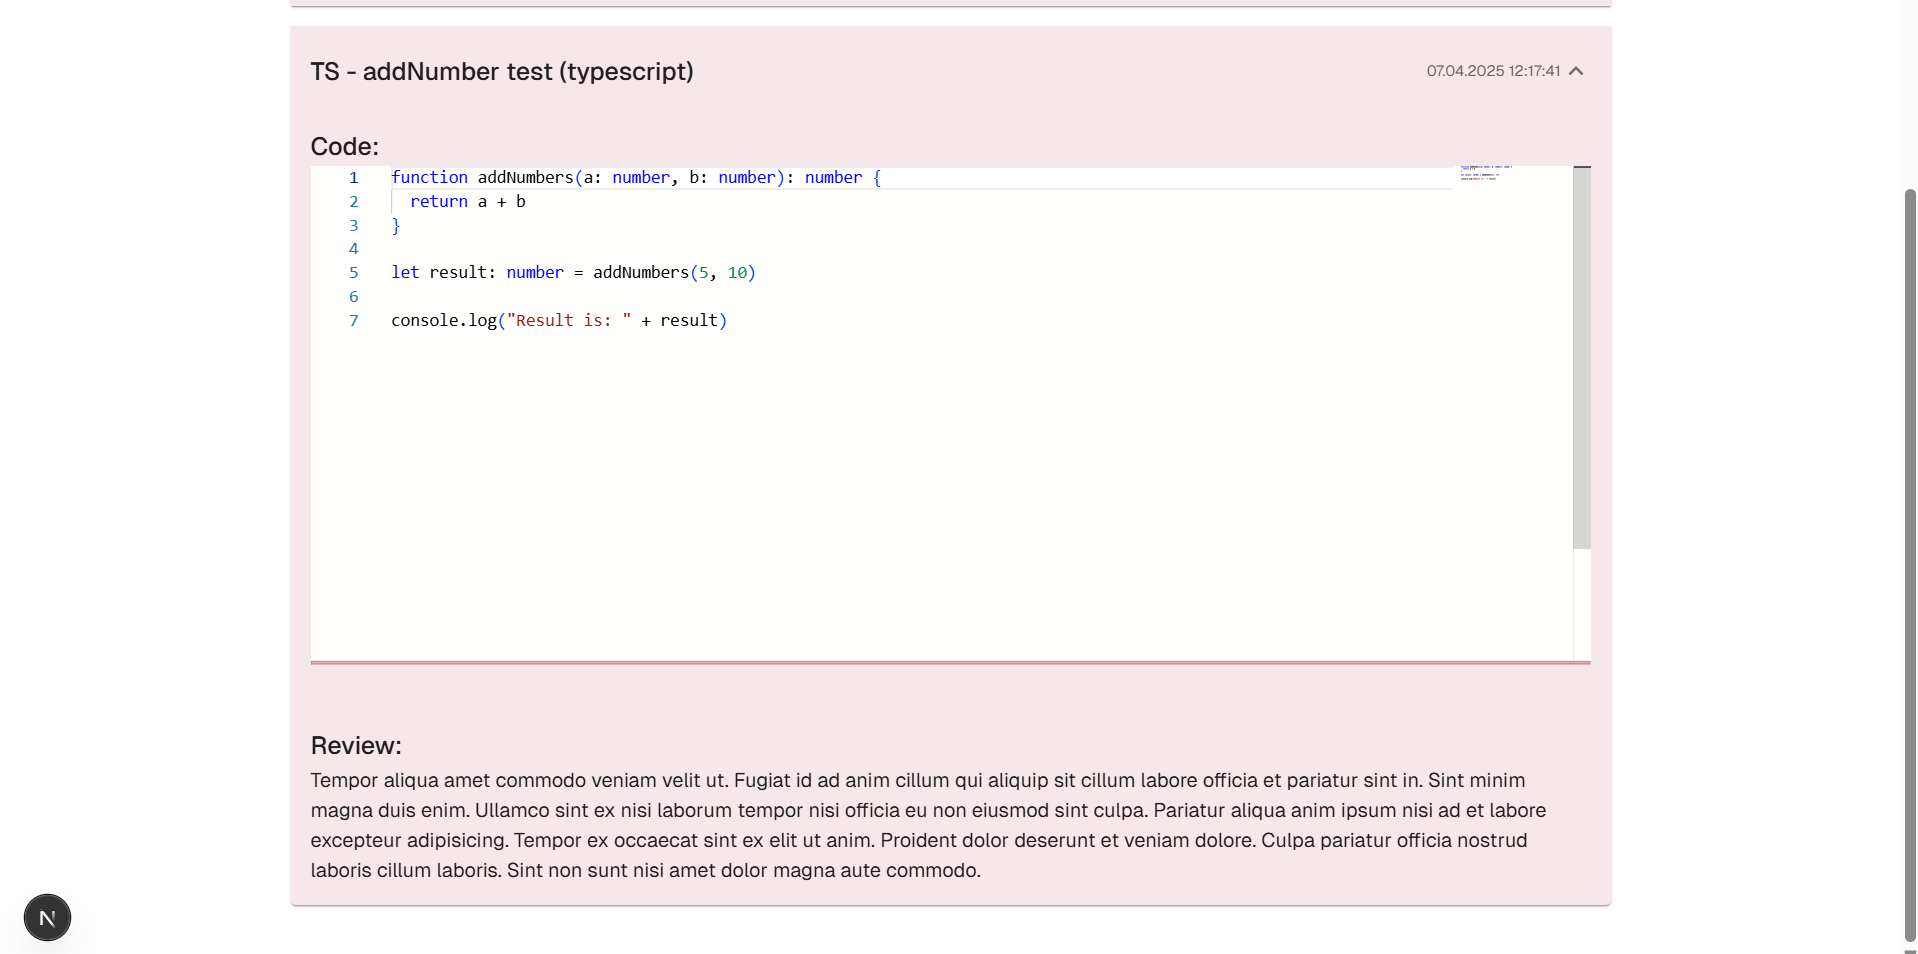 TS - addNumber test (typescript)
07.04.2025 12:17:41
Code:
1 function addNumbers(a: number, b: number): number {
2   return a + b
3 }
4
5 let result: number = addNumbers(5, 10)
6
7 console.log("Result is: " + result)
Review:
Tempor aliqua amet commodo veniam velit ut. Fugiat id ad anim cillum qui aliquip sit cillum labore officia et pariatur sint in. Sint minim
magna duis enim. Ullamco sint ex nisi laborum tempor nisi officia eu non eiusmod sint culpa. Pariatur aliqua anim ipsum nisi ad et labore
excepteur adipisicing. Tempor ex occaecat sint ex elit ut anim. Proident dolor deserunt et veniam dolore. Culpa pariatur officia nostrud
laboris cillum laboris. Sint non sunt nisi amet dolor magna aute commodo.
N